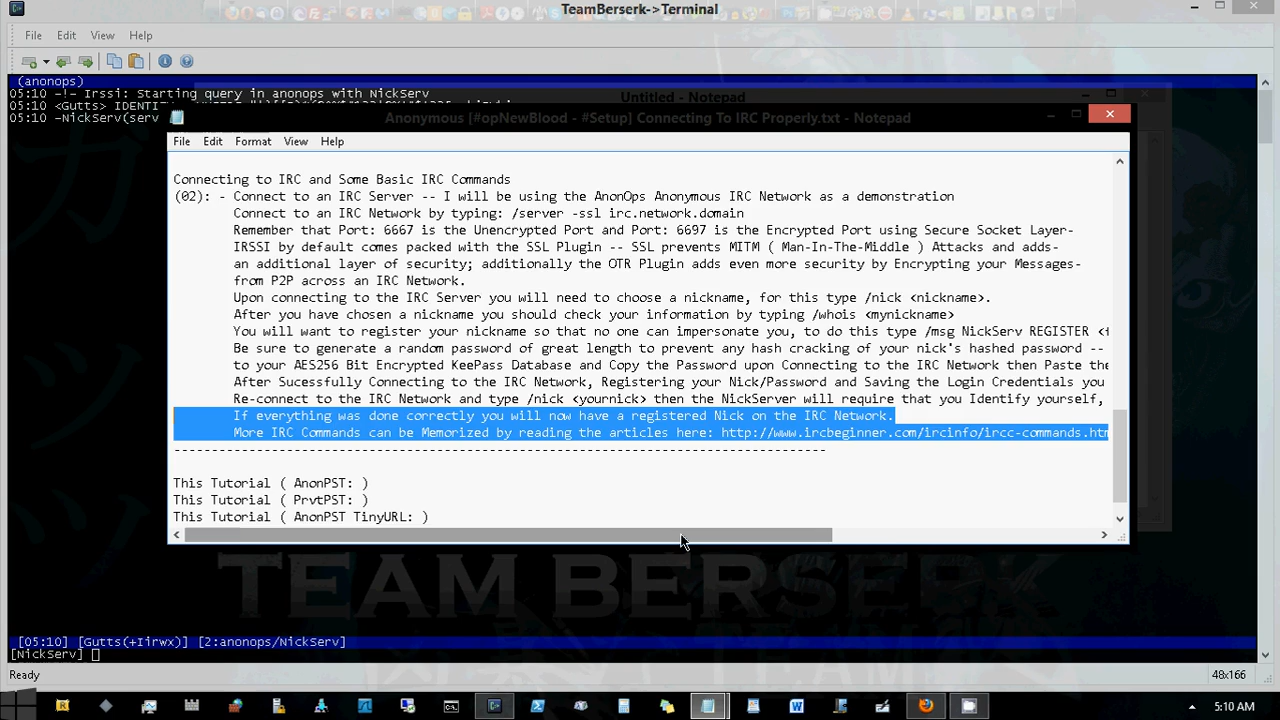 TeamBerserk->Terminal
File Edit View Help
(anonops)
05:10 -!- Irssi: Starting query in anonops with NickServ
05:10 <Gutts> IDENTIFY
05:10 -NickServ(serv
Untitled - Notepad
Anonymous [#opNewBlood - #Setup] Connecting To IRC Properly.txt - Notepad
File Edit Format View Help
Connecting to IRC and Some Basic IRC Commands
(02): - Connect to an IRC Server -- I will be using the AnonOps Anonymous IRC Network as a demonstration
Connect to an IRC Network by typing: /server -ssl irc.network.domain
Remember that Port: 6667 is the Unencrypted Port and Port: 6697 is the Encrypted Port using Secure Socket Layer-
IRSSI by default comes packed with the SSL Plugin -- SSL prevents MITM ( Man-In-The-Middle ) Attacks and adds-
an additional layer of security; additionally the OTR Plugin adds even more security by Encrypting your Messages-
from P2P across an IRC Network.
Upon connecting to the IRC Server you will need to choose a nickname, for this type /nick <nickname>.
After you have chosen a nickname you should check your information by typing /whois <mynickname>
You will want to register your nickname so that no one can impersonate you, to do this type /msg NickServ REGISTER <
Be sure to generate a random password of great length to prevent any hash cracking of your nick's hashed password --
to your AES256 Bit Encrypted KeePass Database and Copy the Password upon Connecting to the IRC Network then Paste the
After Sucessfully Connecting to the IRC Network, Registering your Nick/Password and Saving the Login Credentials you
Re-connect to the IRC Network and type /nick <yournick> then the NickServ will require that you Identify yourself,
If everything was done correctly you will now have a registered Nick on the IRC Network.
More IRC Commands can be Memorized by reading the articles here: http://www.ircbeginner.com/ircinfo/ircc-commands.htm
---------------------------------------------------------------------------------------
This Tutorial ( AnonPST: )
This Tutorial ( PrvtPST: )
This Tutorial ( AnonPST TinyURL: )
TEAM BERSERK
[05:10] [Gutts(+Iirwx)] [2:anonops/NickServ]
[NickServ]
Ready
48x166
5:10 AM